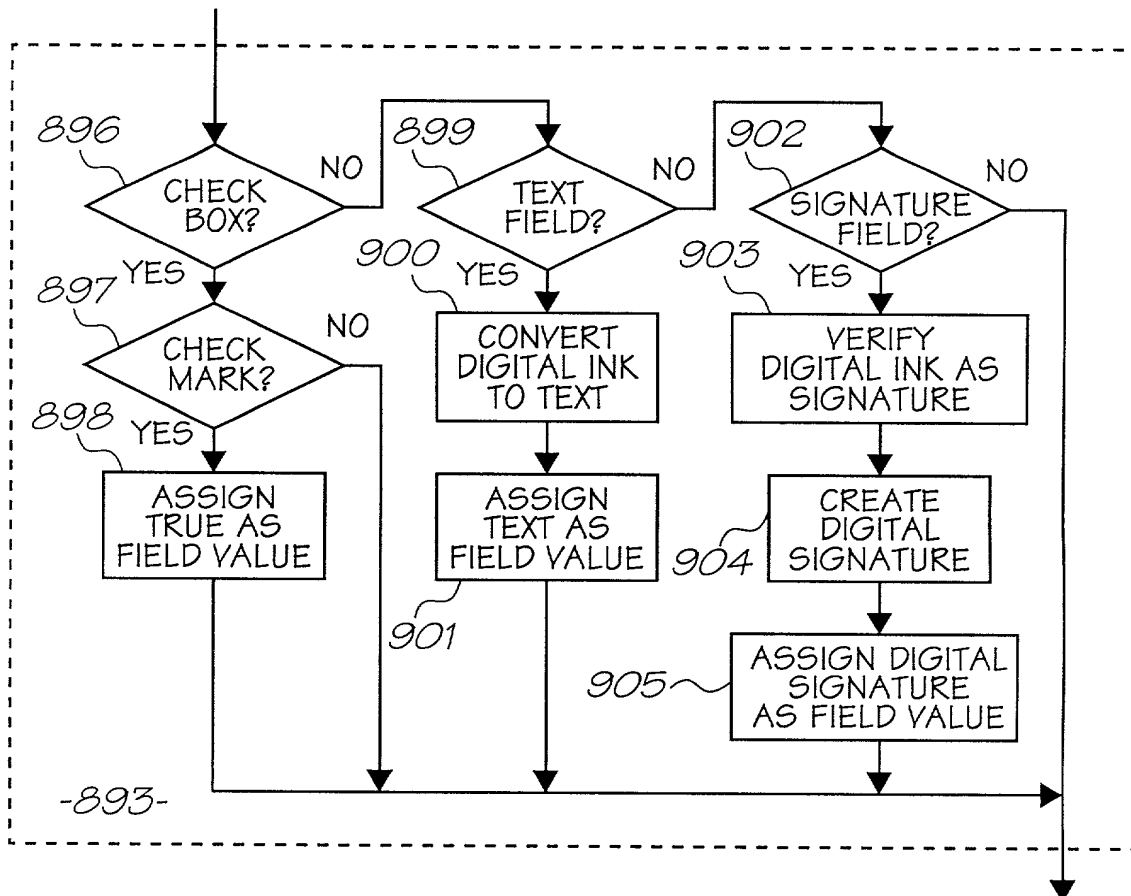 896
CHECK
BOX?
NO
YES
899
TEXT
FIELD?
NO
YES
902
SIGNATURE
FIELD?
NO
YES
897
CHECK
MARK?
NO
YES
900
CONVERT
DIGITAL INK
TO TEXT
903
VERIFY
DIGITAL INK AS
SIGNATURE
898
ASSIGN
TRUE AS
FIELD VALUE
ASSIGN
TEXT AS
FIELD VALUE
901
CREATE
DIGITAL
SIGNATURE
904
905
ASSIGN DIGITAL
SIGNATURE
AS FIELD VALUE
-893-